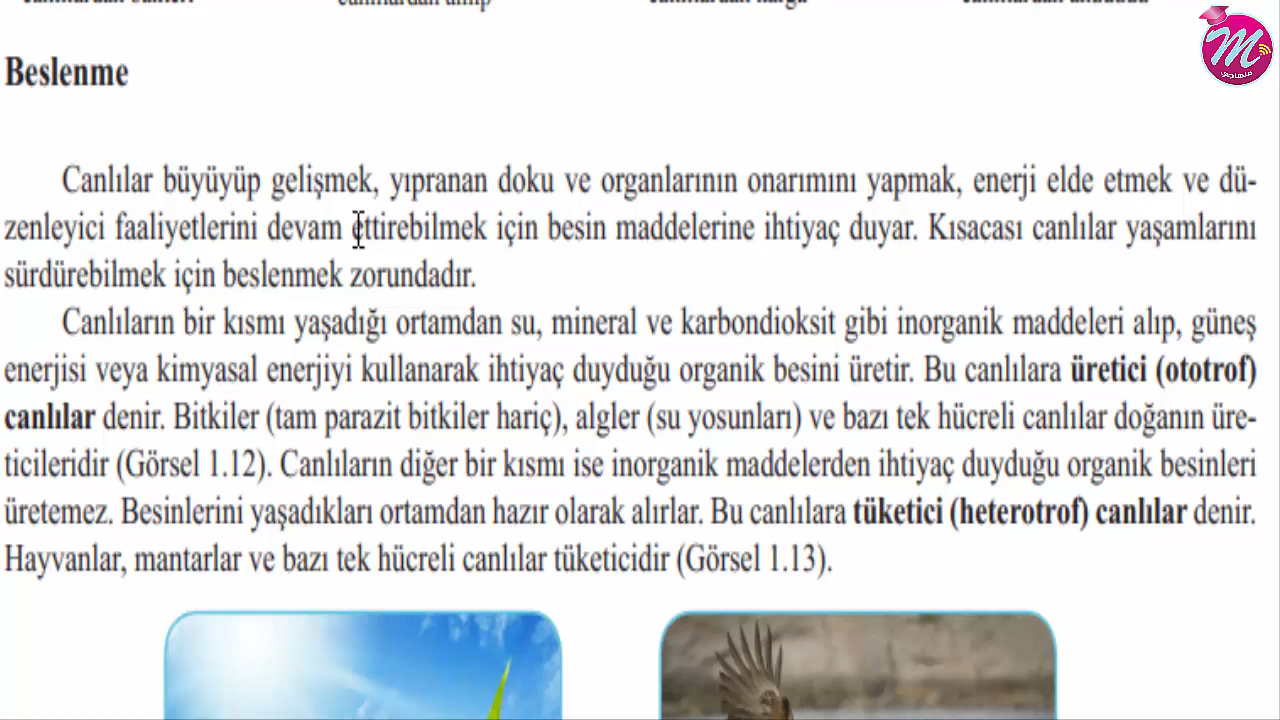 Beslenme
Canlılar büyüyüp gelişmek, yıpranan doku ve organlarının onarımını yapmak, enerji elde etmek ve dü-
zenleyici faaliyetlerini devam ettirebilmek için besin maddelerine ihtiyaç duyar. Kısacası canlılar yaşamlarını
sürdürebilmek için beslenmek zorundadır.
Canlıların bir kısmı yaşadığı ortamdan su, mineral ve karbondioksit gibi inorganik maddeleri alıp, güneş
enerjisi veya kimyasal enerjiyi kullanarak ihtiyaç duyduğu organik besini üretir. Bu canlılara üretici (ototrof)
canlılar denir. Bitkiler (tam parazit bitkiler hariç), algler (su yosunları) ve bazı tek hücreli canlılar doğanın üre-
ticileridir (Görsel 1.12). Canlıların diğer bir kısmı ise inorganik maddelerden ihtiyaç duyduğu organik besinleri
üretemez. Besinlerini yaşadıkları ortamdan hazır olarak alırlar. Bu canlılara tüketici (heterotrof) canlılar denir.
Hayvanlar, mantarlar ve bazı tek hücreli canlılar tüketicidir (Görsel 1.13).
M
منهاجي